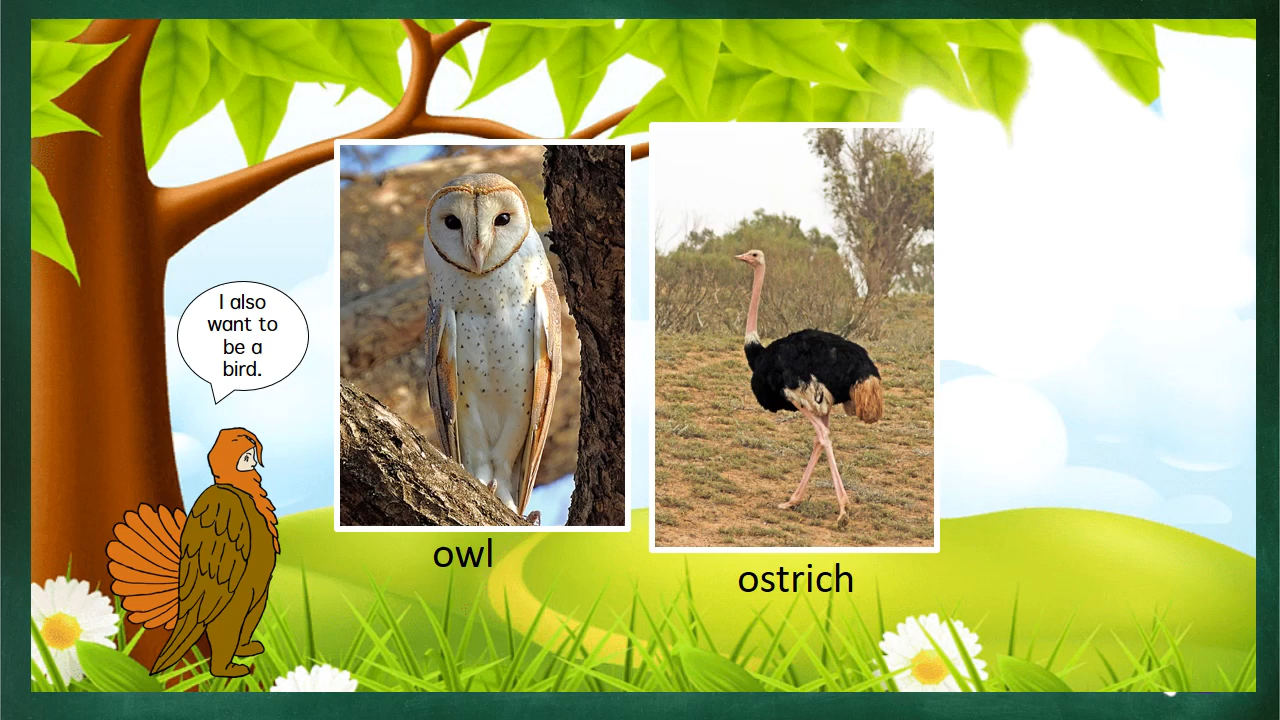 I also
want to
be a
bird.
owl
ostrich